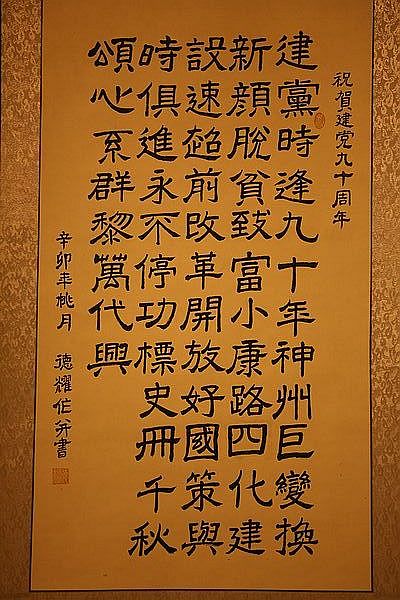 祝賀建党九十周年
建黨時逢九十年神州巨變換
新顏脫貧致富小康路四化建
設速超前改革開放好國策與
時俱進永不停功標史冊千秋
頌心系群黎萬代興
辛卯年桃月 德耀作并書